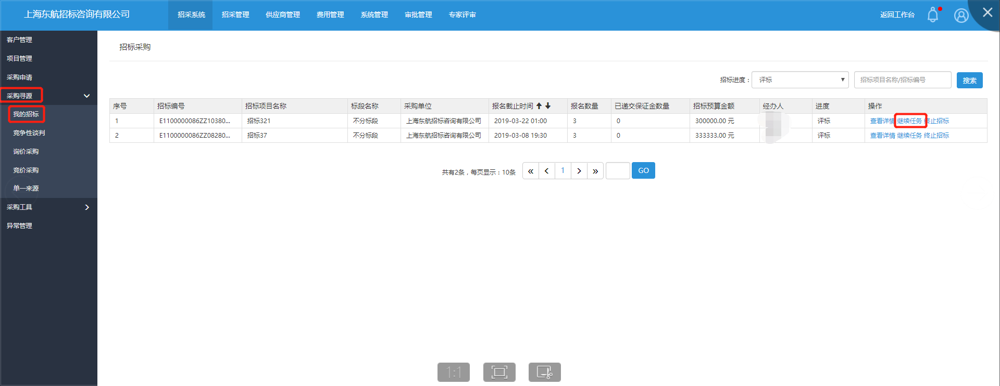 上海东航招标咨询有限公司 招采系统 招采管理 供应商管理 费用管理 系统管理 审批管理 专家评审 返回工作台
客户管理
项目管理
采购申请
采购寻源
我的招标
竞争性谈判
询价采购
竞价采购
单一来源
采购工具
异常管理
招标采购
招标进度： 评标 招标项目名称/招标编号 搜索
序号 招标编号 招标项目名称 标段名称 采购单位 报名截止时间 报名数量 已递交保证金数量 招标预算金额 经办人 进度 操作
1 E1100000086ZZ10380... 招标321 不分标段 上海东航招标咨询有限公司 2019-03-22 01:00 3 0 300000.00 元 评标 查看详情 继续任务 终止招标
2 E1100000086ZZ08280... 招标37 不分标段 上海东航招标咨询有限公司 2019-03-08 19:30 3 0 333333.00 元 评标 查看详情 继续任务 终止招标
共有2条，每页显示：10条 « < 1 > » GO
1:1